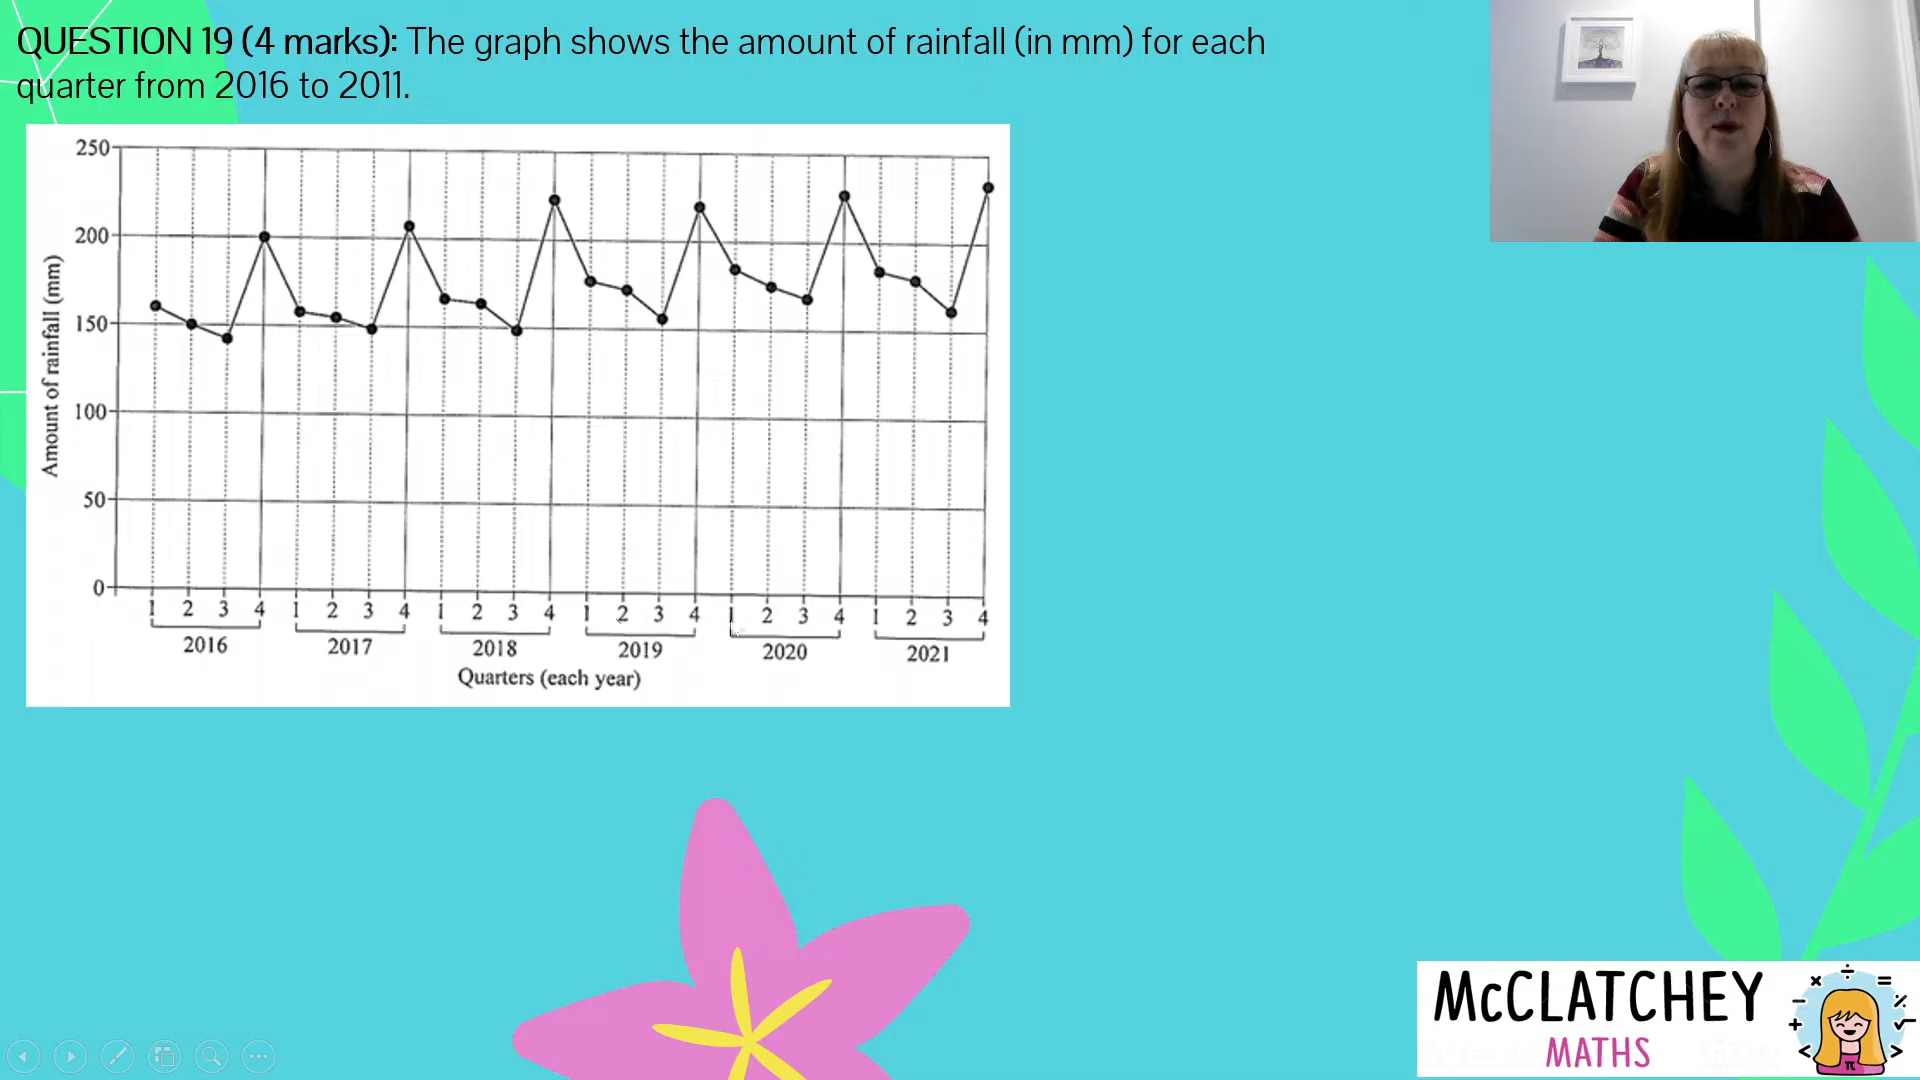 QUESTION 19 (4 marks): The graph shows the amount of rainfall (in mm) for each
quarter from 2016 to 2011.
250
200
150
100
50
0
Amount of rainfall (mm)
1 2 3 4 1 2 3 4 1 2 3 4 1 2 3 4 1 2 3 4 1 2 3 4
2016 2017 2018 2019 2020 2021
Quarters (each year)
McCLATCHEY
MATHS